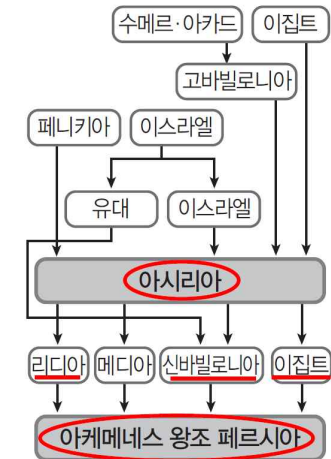 수메르·아카드
이집트
고바빌로니아
페니키아
이스라엘
유대
이스라엘
아시리아
리디아
메디아
신바빌로니아
이집트
아케메네스 왕조 페르시아